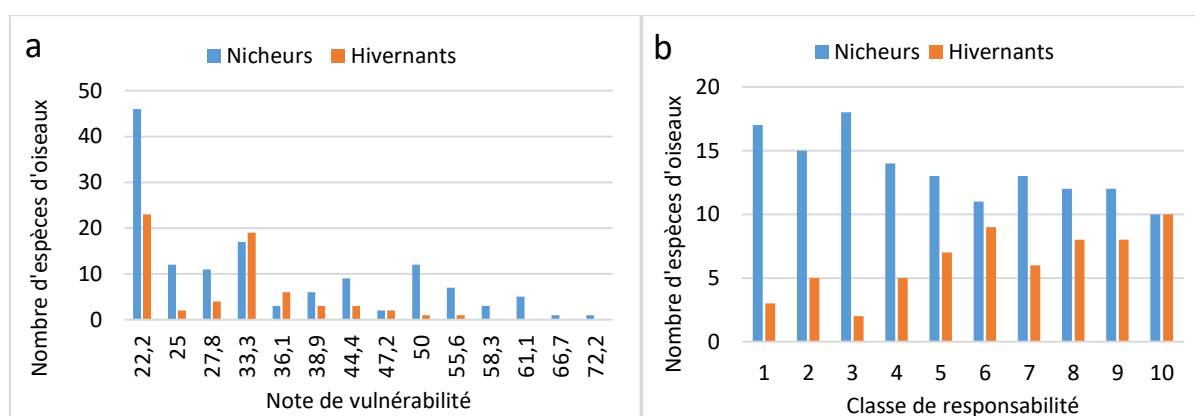 a
Nicheurs Hivernants
Nombre d'espèces d'oiseaux
50
40
30
20
10
0
22,2 25 27,8 33,3 36,1 38,9 44,4 47,2 50 55,6 58,3 61,1 66,7 72,2
Note de vulnérabilité
b
Nicheurs Hivernants
Nombre d'espèces d'oiseaux
20
15
10
5
0
1 2 3 4 5 6 7 8 9 10
Classe de responsabilité